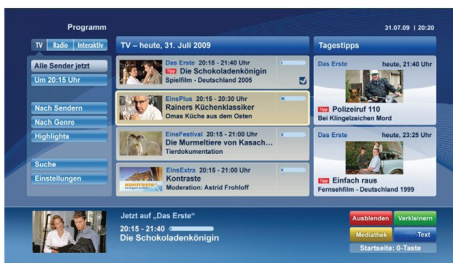 Programm
31.07.09 | 20:20
TV Radio Interaktiv
Alle Sender jetzt
Um 20:15 Uhr
Nach Sendern
Nach Genre
Highlights
Suche
Einstellungen
TV – heute, 31. Juli 2009
Das Erste 20:15 - 21:40 Uhr
Tipp Die Schokoladenkönigin
Spielfilm - Deutschland 2005
EinsPlus 20:15 - 20:30 Uhr
Rainers Küchenklassiker
Omas Küche aus dem Osten
EinsFestival 20:15 - 21:00 Uhr
Die Murmeltiere von Kasach...
Tierdokumentation
EinsExtra 20:15 - 21:00 Uhr
Kontraste
Moderation: Astrid Frohloff
KONTRASTE
Tagestipps
Das Erste heute, 21:40 Uhr
Tipp Polizeiruf 110
Bei Klingelzeichen Mord
Das Erste heute, 23:25 Uhr
Tipp Einfach raus
Fernsehfilm - Deutschland 1999
Jetzt auf „Das Erste“
20:15 - 21:40
Die Schokoladenkönigin
Ausblenden Verkleinern
Mediathek Text
Startseite: 0-Taste